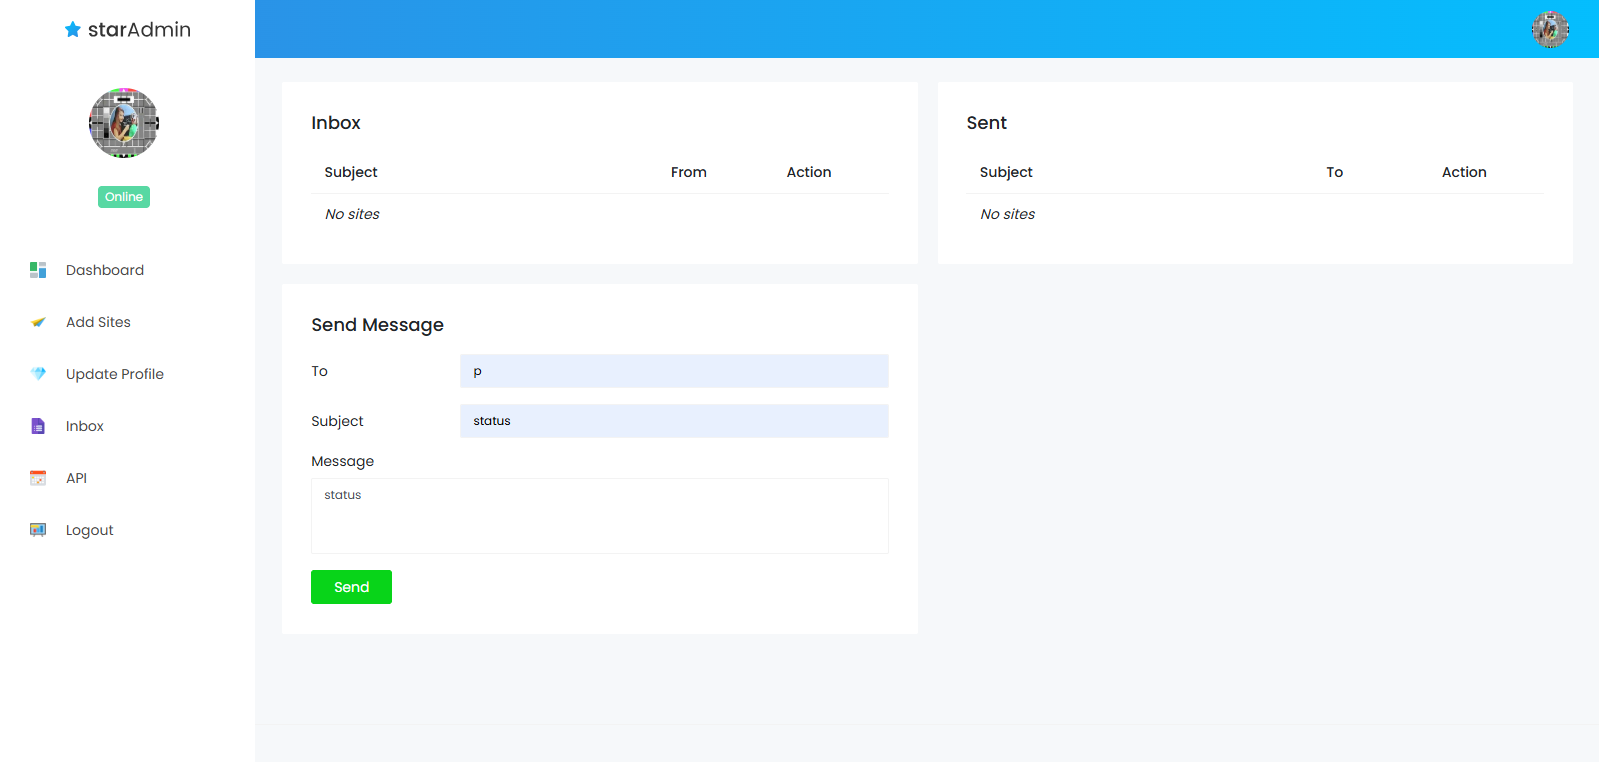 starAdmin
Online
Dashboard
Add Sites
Update Profile
Inbox
API
Logout
Inbox
Subject From Action
No sites
Sent
Subject To Action
No sites
Send Message
To p
Subject status
Message
status
Send